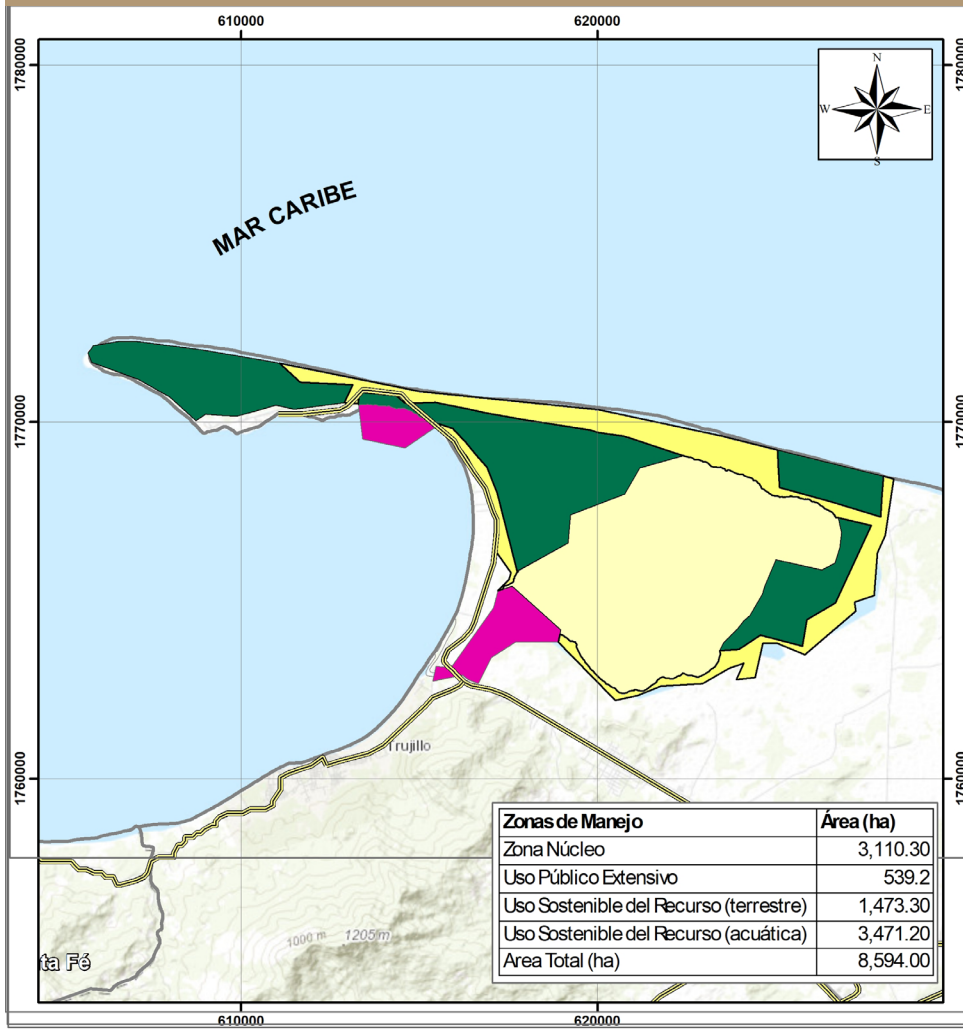 610000 620000
1780000 1780000
N
W E
S
MAR CARIBE
1770000 1770000
Trujillo
1760000 1760000
Zonas de Manejo Área (ha)
Zona Núcleo 3,110.30
Uso Público Extensivo 539.2
Uso Sostenible del Recurso (terrestre) 1,473.30
Uso Sostenible del Recurso (acuática) 3,471.20
Area Total (ha) 8,594.00
1000 m 1205 m
ta Fé
610000 620000